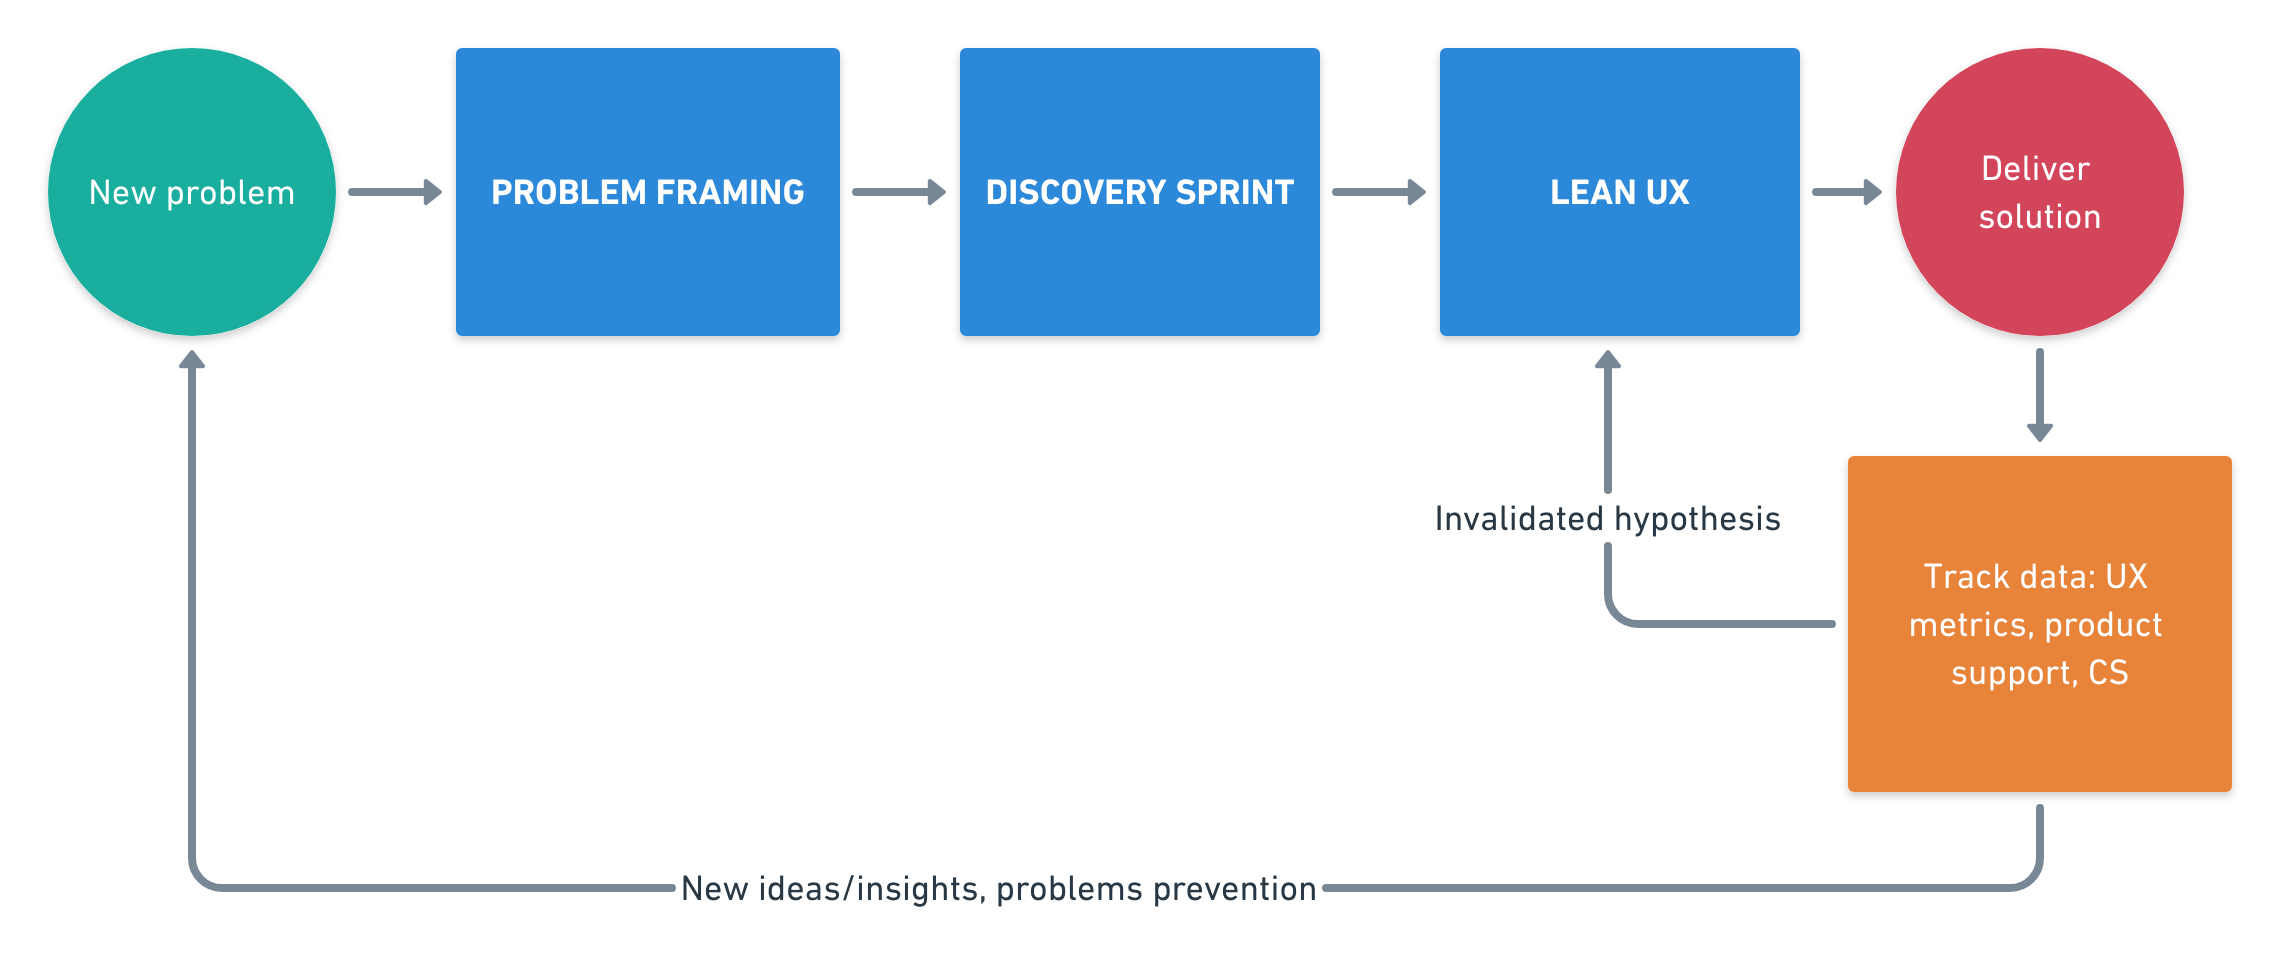 New problem
PROBLEM FRAMING
DISCOVERY SPRINT
LEAN UX
Deliver
solution
Invalidated hypothesis
Track data: UX
metrics, product
support, CS
New ideas/insights, problems prevention